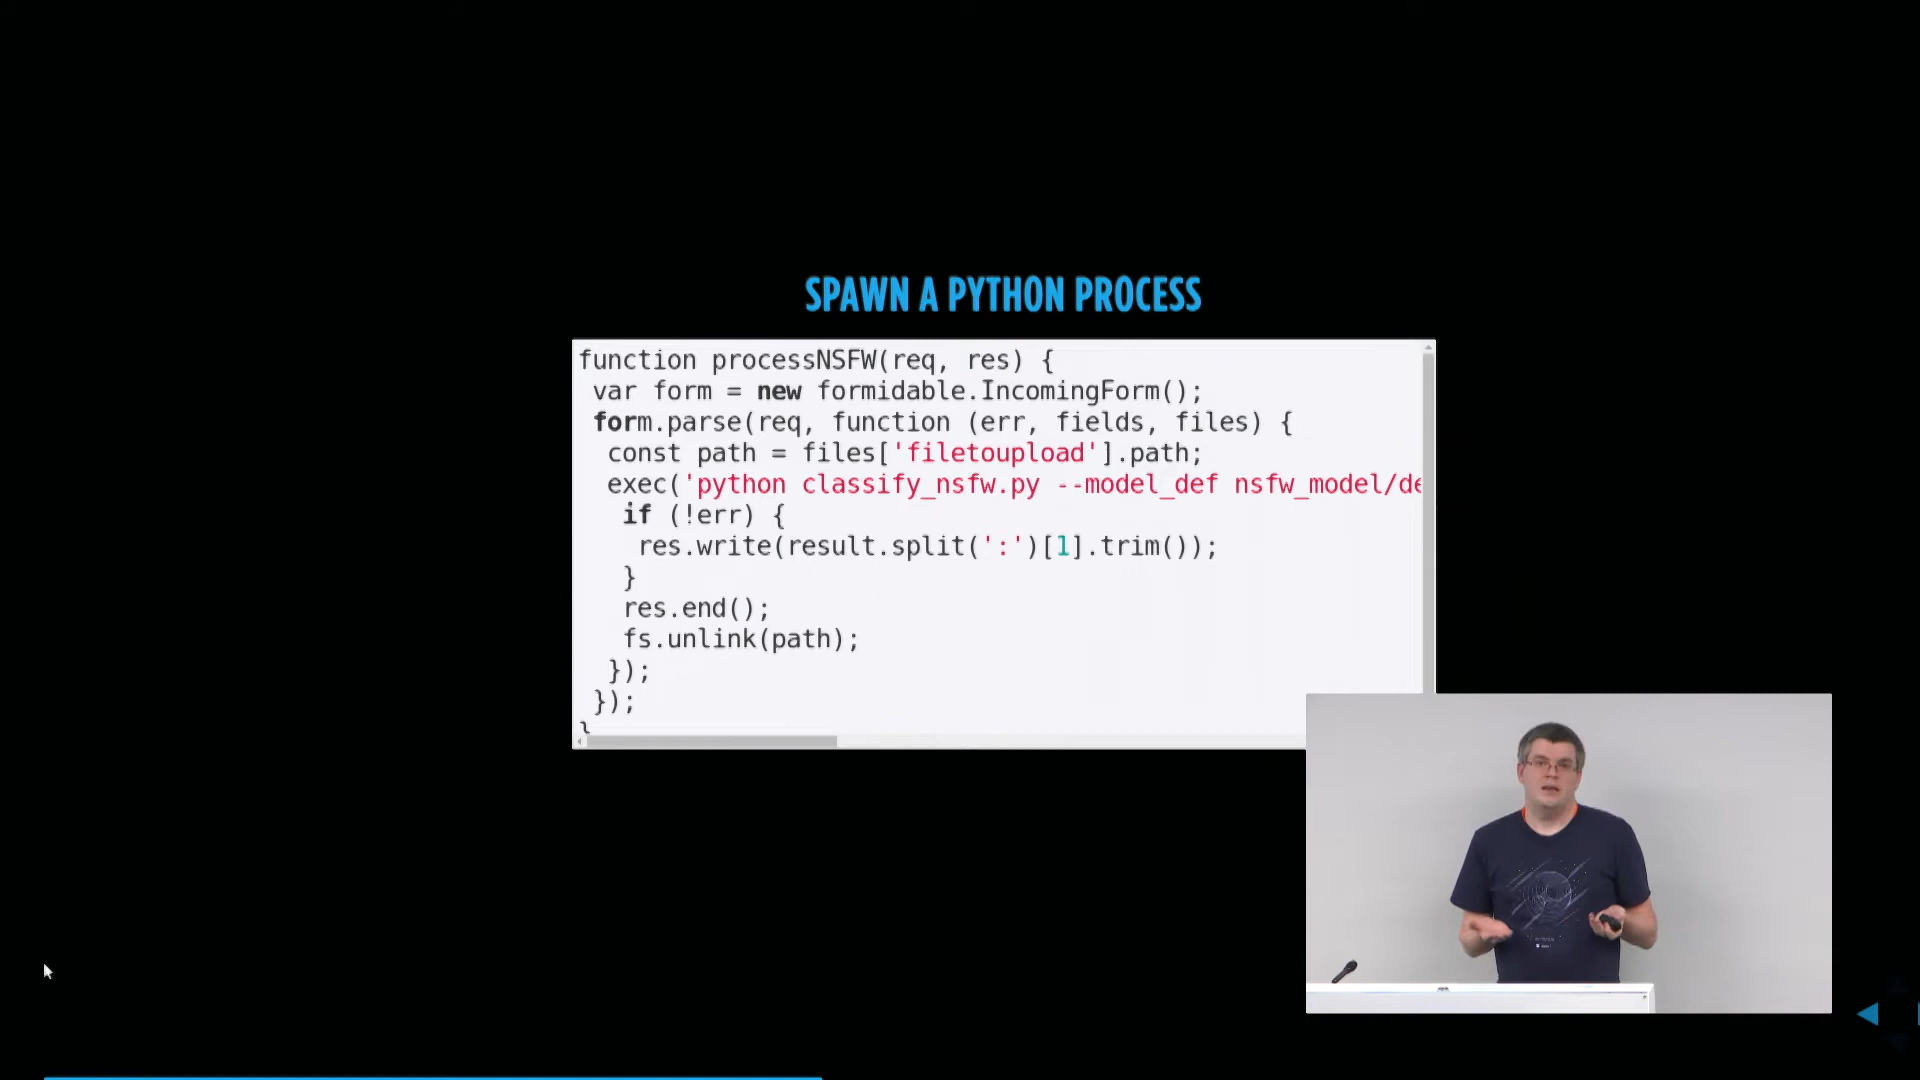 SPAWN A PYTHON PROCESS
function processNSFW(req, res) {
var form = new formidable.IncomingForm();
form.parse(req, function (err, fields, files) {
const path = files['filetoupload'].path;
exec('python classify_nsfw.py --model_def nsfw_model/de
if (!err) {
res.write(result.split(':')[1].trim());
}
res.end();
fs.unlink(path);
});
});
}